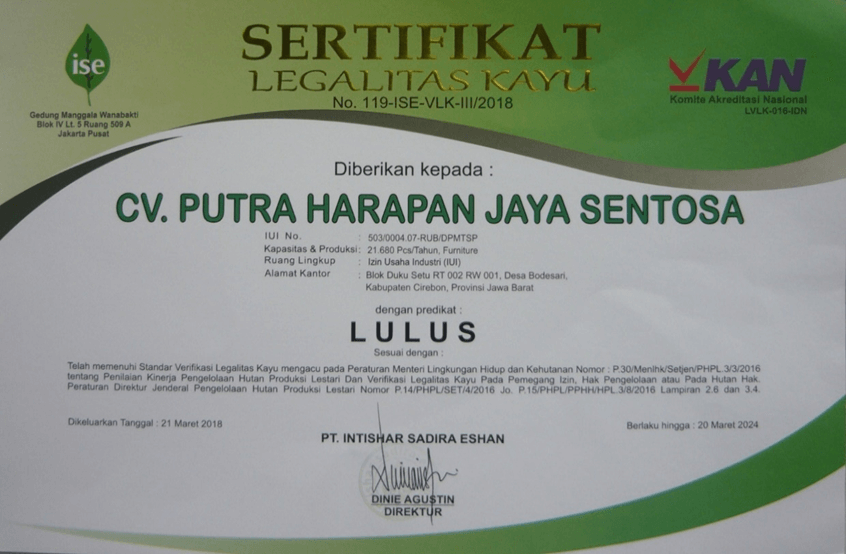 ise
Gedung Manggala Wanabakti
Blok IV Lt. 5 Ruang 509 A
Jakarta Pusat
SERTIFIKAT
LEGALITAS KAYU
No. 119-ISE-VLK-III/2018
KAN
Komite Akreditasi Nasional
LVLK-016-IDN
Diberikan kepada :
CV. PUTRA HARAPAN JAYA SENTOSA
IUI No. : 503/0004.07-RUB/DPMTSP
Kapasitas & Produksi : 21.680 Pcs/Tahun, Furniture
Ruang Lingkup : Izin Usaha Industri (IUI)
Alamat Kantor : Blok Duku Setu RT 002 RW 001, Desa Bodesari,
Kabupaten Cirebon, Provinsi Jawa Barat
dengan predikat :
LULUS
Sesuai dengan :
Telah memenuhi Standar Verifikasi Legalitas Kayu mengacu pada Peraturan Menteri Lingkungan Hidup dan Kehutanan Nomor : P.30/Menlhk/Setjen/PHPL.3/3/2016
tentang Penilaian Kinerja Pengelolaan Hutan Produksi Lestari Dan Verifikasi Legalitas Kayu Pada Pemegang Izin, Hak Pengelolaan atau Pada Hutan Hak.
Peraturan Direktur Jenderal Pengelolaan Hutan Produksi Lestari Nomor P.14/PHPL/SET/4/2016 Jo. P.15/PHPL/PPHH/HPL.3/8/2016 Lampiran 2.6 dan 3.4.
Dikeluarkan Tanggal : 21 Maret 2018
Berlaku hingga : 20 Maret 2024
PT. INTISHAR SADIRA ESHAN
DINIE AGUSTIN
DIREKTUR